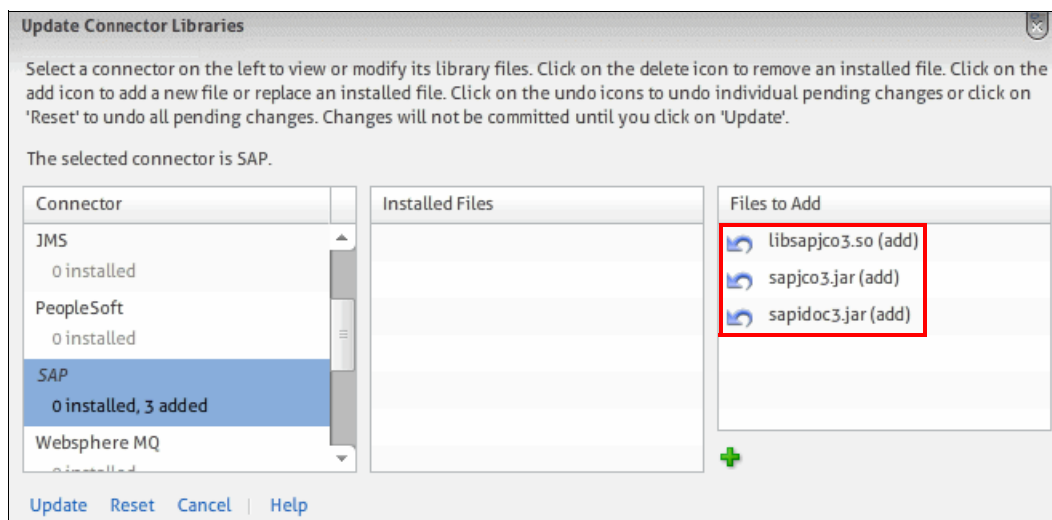 Update Connector Libraries
Select a connector on the left to view or modify its library files. Click on the delete icon to remove an installed file. Click on the
add icon to add a new file or replace an installed file. Click on the undo icons to undo individual pending changes or click on
'Reset' to undo all pending changes. Changes will not be committed until you click on 'Update'.
The selected connector is SAP.
Connector
JMS
0 installed
PeopleSoft
0 installed
SAP
0 installed, 3 added
Websphere MQ
Installed Files
Files to Add
libsapjco3.so (add)
sapjco3.jar (add)
sapidoc3.jar (add)
Update Reset Cancel | Help